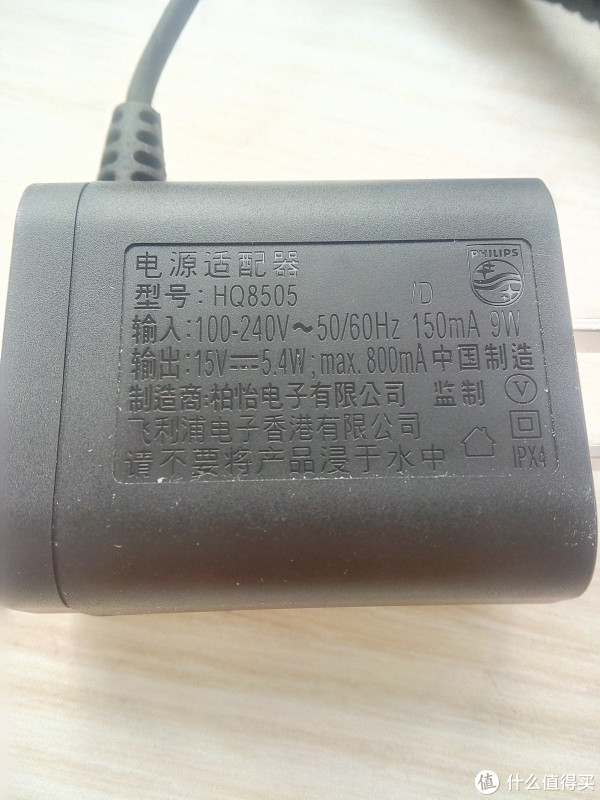 电源适配器
PHILIPS
型号: HQ8505 /D
输入: 100-240V～50/60Hz 150mA 9W
输出: 15V⎓5.4W; max. 800mA 中国制造
制造商: 柏怡电子有限公司 监制 V
飞利浦电子香港有限公司
请不要将产品浸于水中 IPX4
值 什么值得买